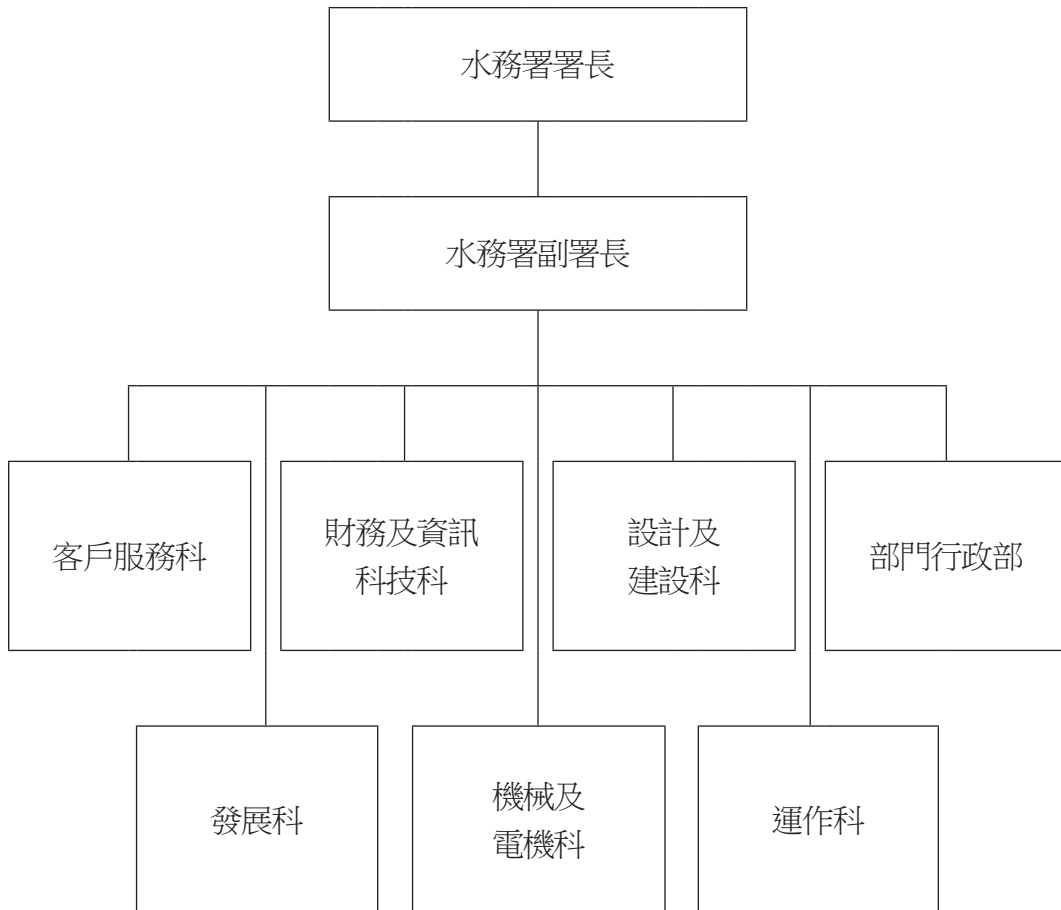 水務署署長
水務署副署長
客戶服務科
財務及資訊
科技科
設計及
建設科
部門行政部
發展科
機械及
電機科
運作科